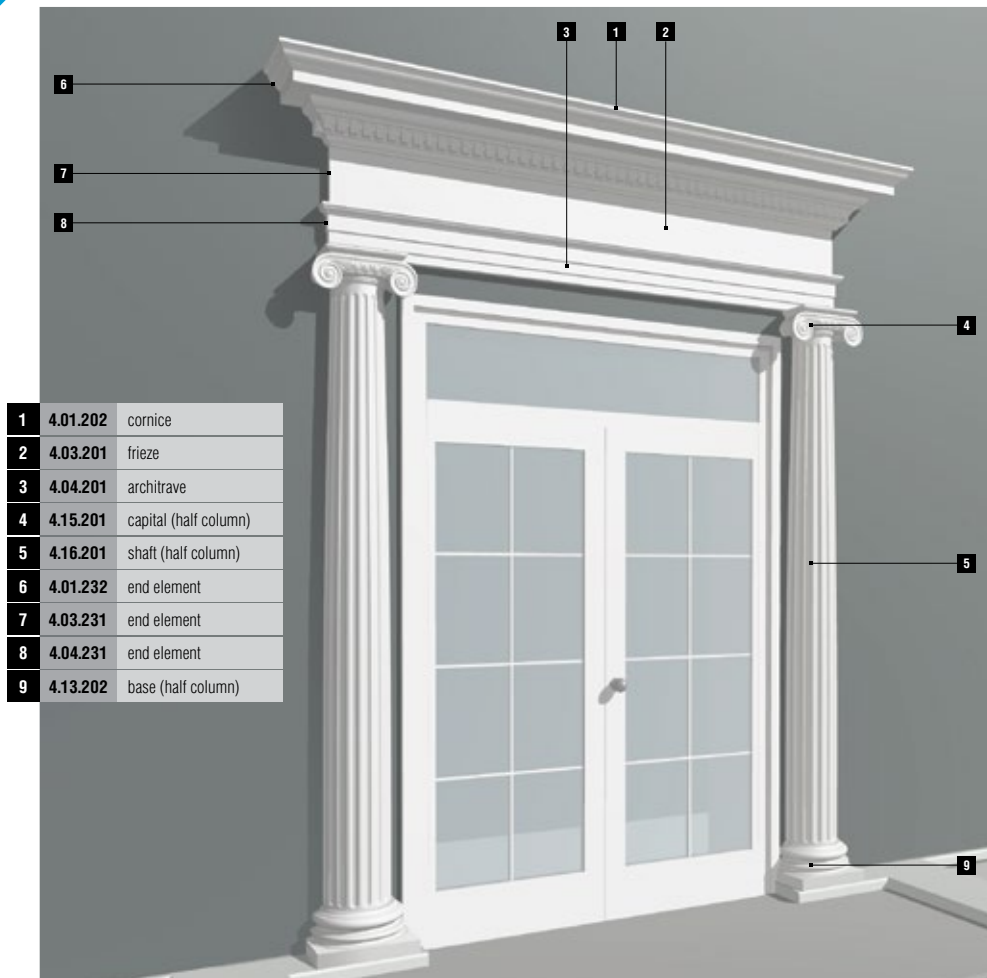 3 1 2
6
7
8
4
1 4.01.202 cornice
2 4.03.201 frieze
3 4.04.201 architrave
4 4.15.201 capital (half column)
5 4.16.201 shaft (half column)
6 4.01.232 end element
7 4.03.231 end element
8 4.04.231 end element
9 4.13.202 base (half column)
5
9